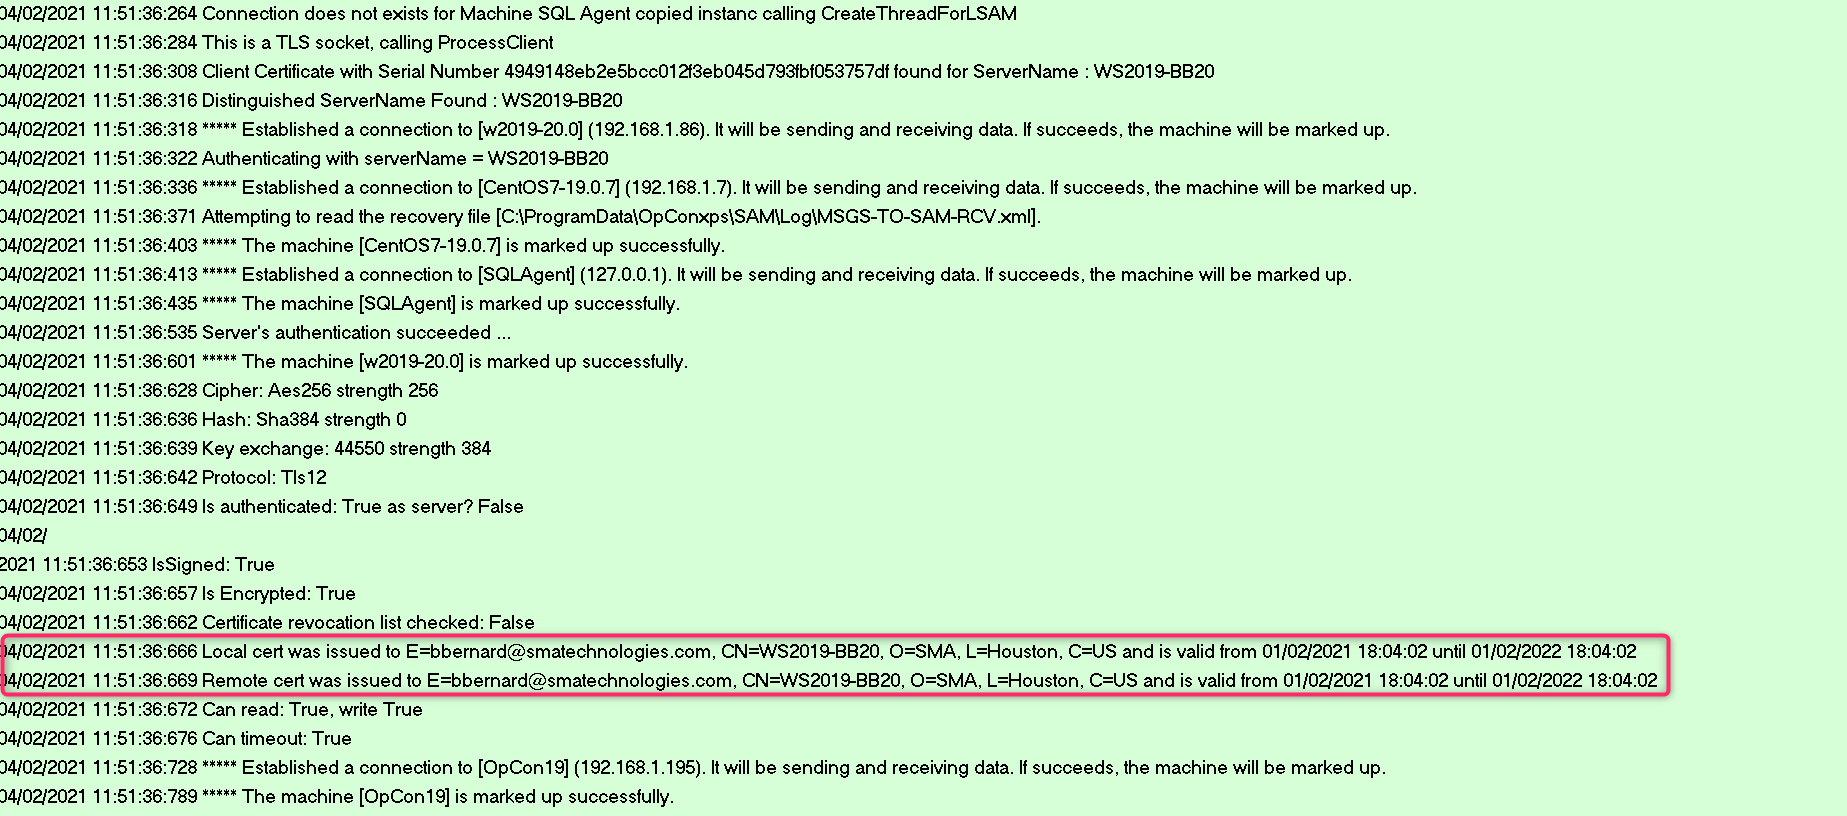 04/02/2021 11:51:36:264 Connection does not exists for Machine SQL Agent copied instanc calling CreateThreadForLSAM
04/02/2021 11:51:36:284 This is a TLS socket, calling ProcessClient
04/02/2021 11:51:36:308 Client Certificate with Serial Number 4949148eb2e5bcc012f3eb045d793fbf053757df found for ServerName : WS2019-BB20
04/02/2021 11:51:36:316 Distinguished ServerName Found : WS2019-BB20
04/02/2021 11:51:36:318 ***** Established a connection to [w2019-20.0] (192.168.1.86). It will be sending and receiving data. If succeeds, the machine will be marked up.
04/02/2021 11:51:36:322 Authenticating with serverName = WS2019-BB20
04/02/2021 11:51:36:336 ***** Established a connection to [CentOS7-19.0.7] (192.168.1.7). It will be sending and receiving data. If succeeds, the machine will be marked up.
04/02/2021 11:51:36:371 Attempting to read the recovery file [C:\ProgramData\OpConxps\SAM\Log\MSGS-TO-SAM-RCV.xml].
04/02/2021 11:51:36:403 ***** The machine [CentOS7-19.0.7] is marked up successfully.
04/02/2021 11:51:36:413 ***** Established a connection to [SQLAgent] (127.0.0.1). It will be sending and receiving data. If succeeds, the machine will be marked up.
04/02/2021 11:51:36:435 ***** The machine [SQLAgent] is marked up successfully.
04/02/2021 11:51:36:535 Server's authentication succeeded ...
04/02/2021 11:51:36:601 ***** The machine [w2019-20.0] is marked up successfully.
04/02/2021 11:51:36:628 Cipher: Aes256 strength 256
04/02/2021 11:51:36:636 Hash: Sha384 strength 0
04/02/2021 11:51:36:639 Key exchange: 44550 strength 384
04/02/2021 11:51:36:642 Protocol: Tls12
04/02/2021 11:51:36:649 Is authenticated: True as server? False
04/02/
2021 11:51:36:653 IsSigned: True
04/02/2021 11:51:36:657 Is Encrypted: True
04/02/2021 11:51:36:662 Certificate revocation list checked: False
04/02/2021 11:51:36:666 Local cert was issued to E=bbernard@smatechnologies.com, CN=WS2019-BB20, O=SMA, L=Houston, C=US and is valid from 01/02/2021 18:04:02 until 01/02/2022 18:04:02
04/02/2021 11:51:36:669 Remote cert was issued to E=bbernard@smatechnologies.com, CN=WS2019-BB20, O=SMA, L=Houston, C=US and is valid from 01/02/2021 18:04:02 until 01/02/2022 18:04:02
04/02/2021 11:51:36:672 Can read: True, write True
04/02/2021 11:51:36:676 Can timeout: True
04/02/2021 11:51:36:728 ***** Established a connection to [OpCon19] (192.168.1.195). It will be sending and receiving data. If succeeds, the machine will be marked up.
04/02/2021 11:51:36:789 ***** The machine [OpCon19] is marked up successfully.